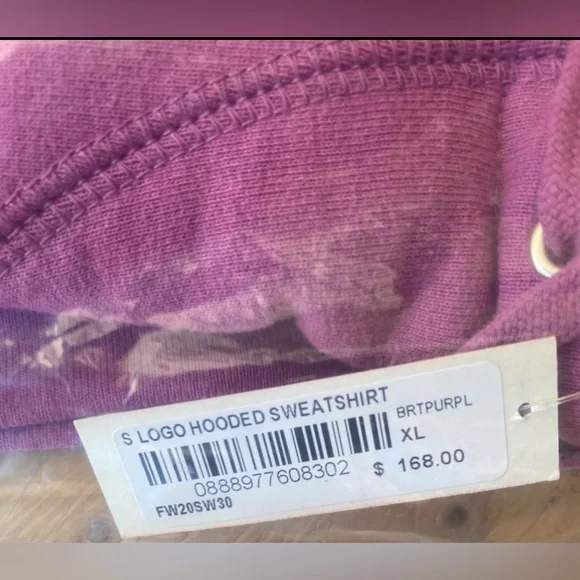 S LOGO HOODED SWEATSHIRT
BRTPURPL
XL
0888977608302
$ 168.00
FW20SW30